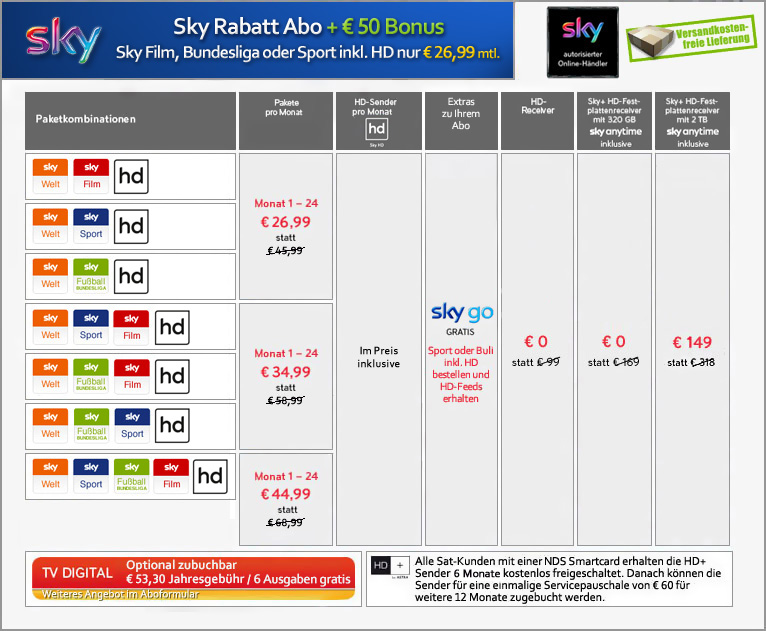 sky
Sky Rabatt Abo + € 50 Bonus
Sky Film, Bundesliga oder Sport inkl. HD nur € 26,99 mtl.
sky
autorisierter
Online-Händler
Versandkosten-
freie Lieferung
Paketkombinationen
Pakete
pro Monat
HD-Sender
pro Monat
hd
Sky HD
Extras
zu Ihrem
Abo
HD-
Receiver
Sky+ HD-Fest-
plattenreceiver
mit 320 GB
sky anytime
inklusive
Sky+ HD-Fest-
plattenreceiver
mit 2 TB
sky anytime
inklusive
sky Welt sky Film hd
sky Welt sky Sport hd
sky Welt sky Fußball BUNDESLIGA hd
Monat 1 – 24
€ 26,99
statt
€ 45,99
sky Welt sky Sport sky Film hd
sky Welt sky Fußball BUNDESLIGA sky Film hd
sky Welt sky Fußball BUNDESLIGA sky Sport hd
Monat 1 – 24
€ 34,99
statt
€ 58,99
sky Welt sky Sport sky Fußball BUNDESLIGA sky Film hd
Monat 1 – 24
€ 44,99
statt
€ 68,99
Im Preis
inklusive
sky go
GRATIS
Sport oder Buli
inkl. HD
bestellen und
HD-Feeds
erhalten
€ 0
statt € 99
€ 0
statt € 169
€ 149
statt € 318
TV DIGITAL
Optional zubuchbar
€ 53,30 Jahresgebühr / 6 Ausgaben gratis
Weiteres Angebot im Aboformular
HD +
by ASTRA
Alle Sat-Kunden mit einer NDS Smartcard erhalten die HD+
Sender 6 Monate kostenlos freigeschaltet. Danach können die
Sender für eine einmalige Servicepauschale von € 60 für
weitere 12 Monate zugebucht werden.